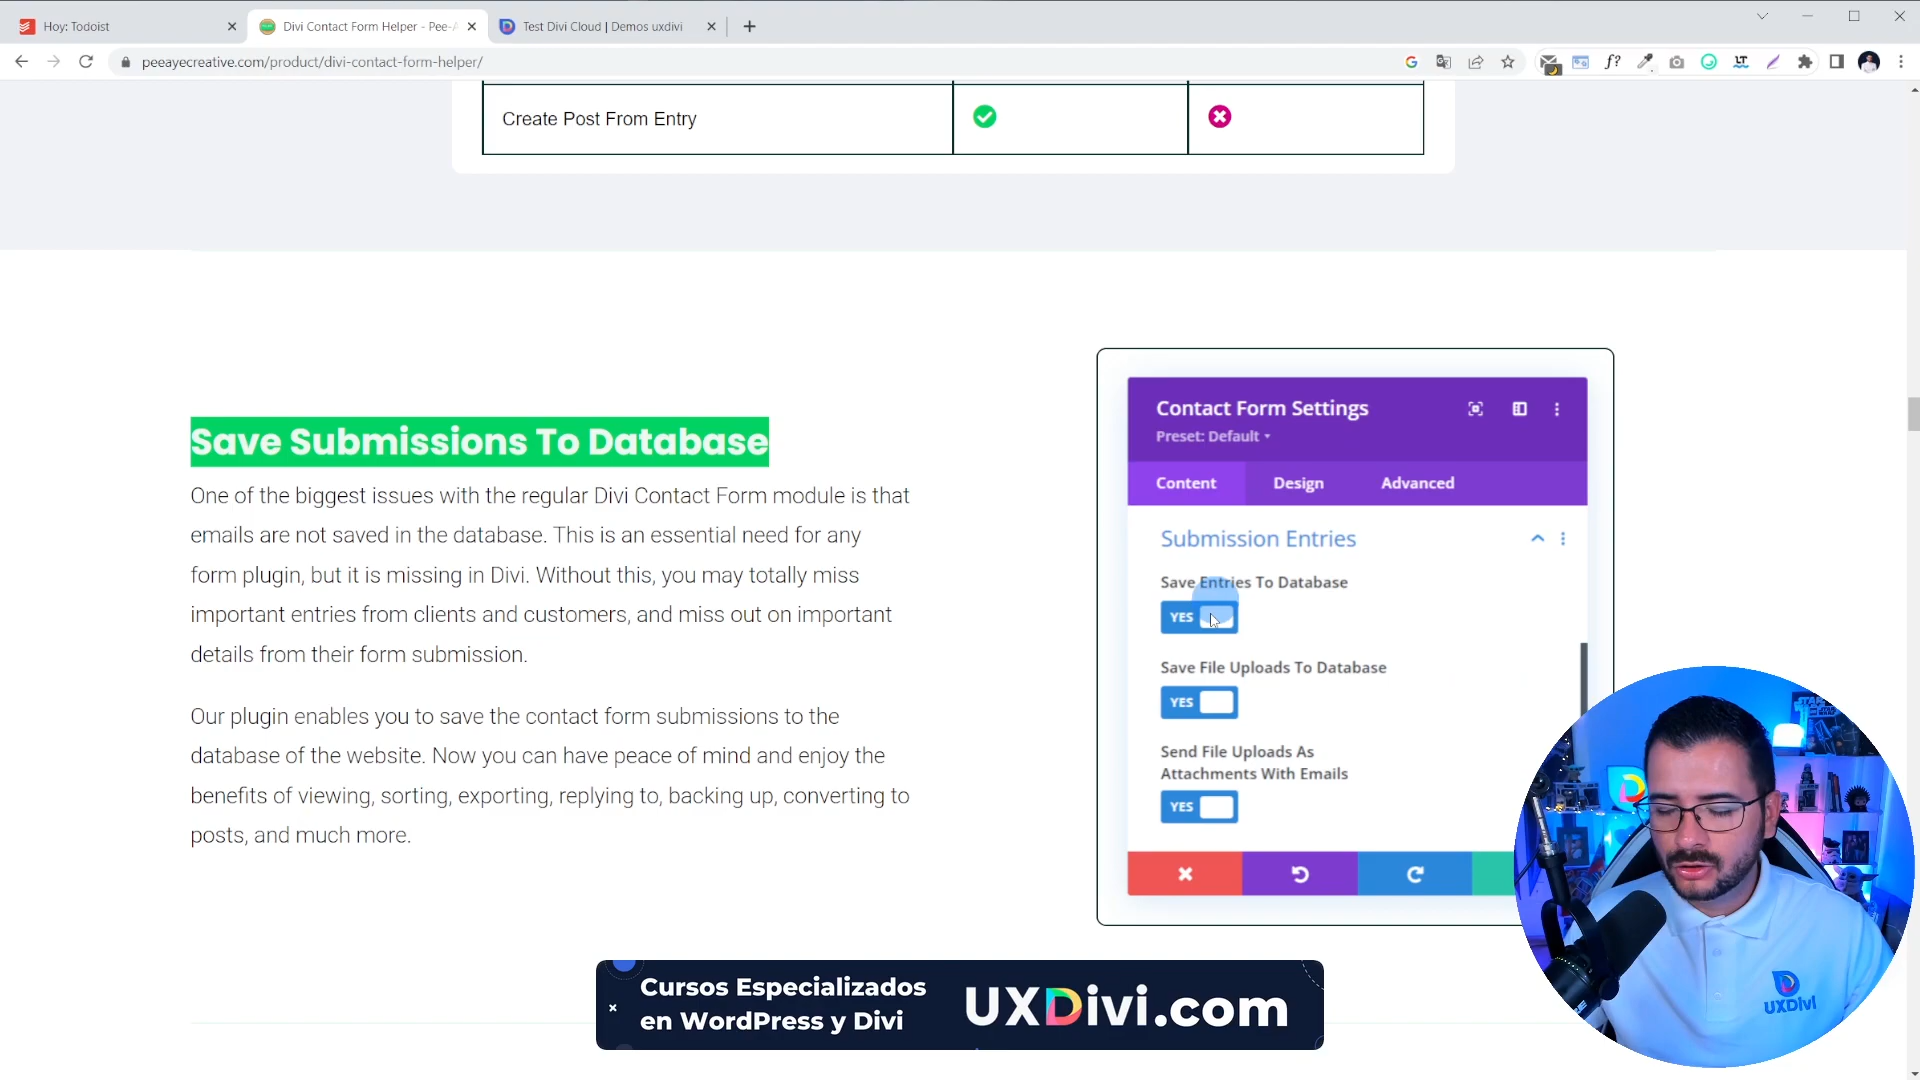 Hoy: Todoist
Divi Contact Form Helper - Pee-A
Test Divi Cloud | Demos uxdivi
peeayecreative.com/product/divi-contact-form-helper/
Create Post From Entry
Save Submissions To Database
One of the biggest issues with the regular Divi Contact Form module is that
emails are not saved in the database. This is an essential need for any
form plugin, but it is missing in Divi. Without this, you may totally miss
important entries from clients and customers, and miss out on important
details from their form submission.
Our plugin enables you to save the contact form submissions to the
database of the website. Now you can have peace of mind and enjoy the
benefits of viewing, sorting, exporting, replying to, backing up, converting to
posts, and much more.
Contact Form Settings
Preset: Default
Content Design Advanced
Submission Entries
Save Entries To Database
YES
Save File Uploads To Database
YES
Send File Uploads As
Attachments With Emails
YES
Cursos Especializados
en WordPress y Divi
UXDivi.com
UXDivi